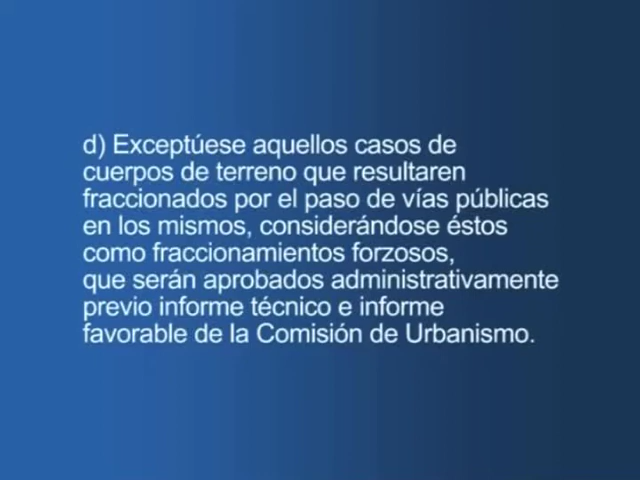 d) Exceptúese aquellos casos de
cuerpos de terreno que resultaren
fraccionados por el paso de vías públicas
en los mismos, considerándose éstos
como fraccionamientos forzosos,
que serán aprobados administrativamente
previo informe técnico e informe
favorable de la Comisión de Urbanismo.